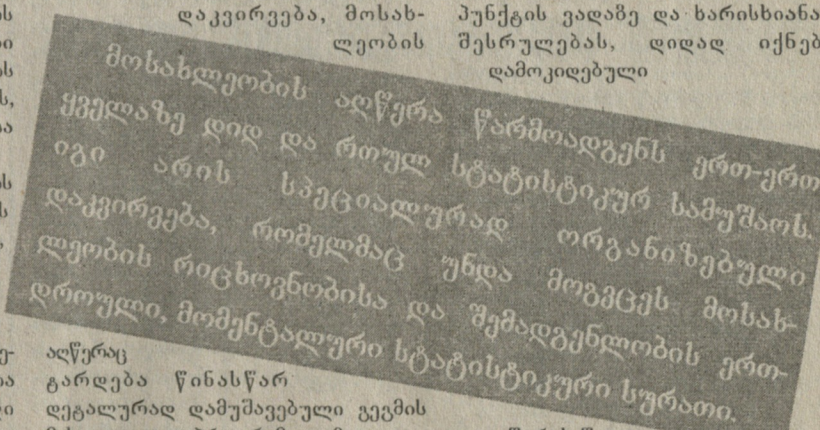 დაკვირვება, მოსახ-
ლეობის
პუნქტის ვადაზე და ხარისხიანა
შესრულებას, დიდად იქნებ
დამოკიდებული
მოსახლეობის აღწერა წარმოადგენს ერთ-ერთ
ყველაზე დიდ და რთულ სტატისტიკურ სამუშაოს.
იგი არის სპეციალურად ორგანიზებული
დაკვირვება, რომელმაც უნდა მოგვცეს მოსახ-
ლეობის რიცხოვნობისა და შემადგენლობის ერთ-
დროული, მომენტალური სტატისტიკური სურათი.
აღწერაც
ტარდება წინასწარ
დეტალურად დამუშავებული გეგმის